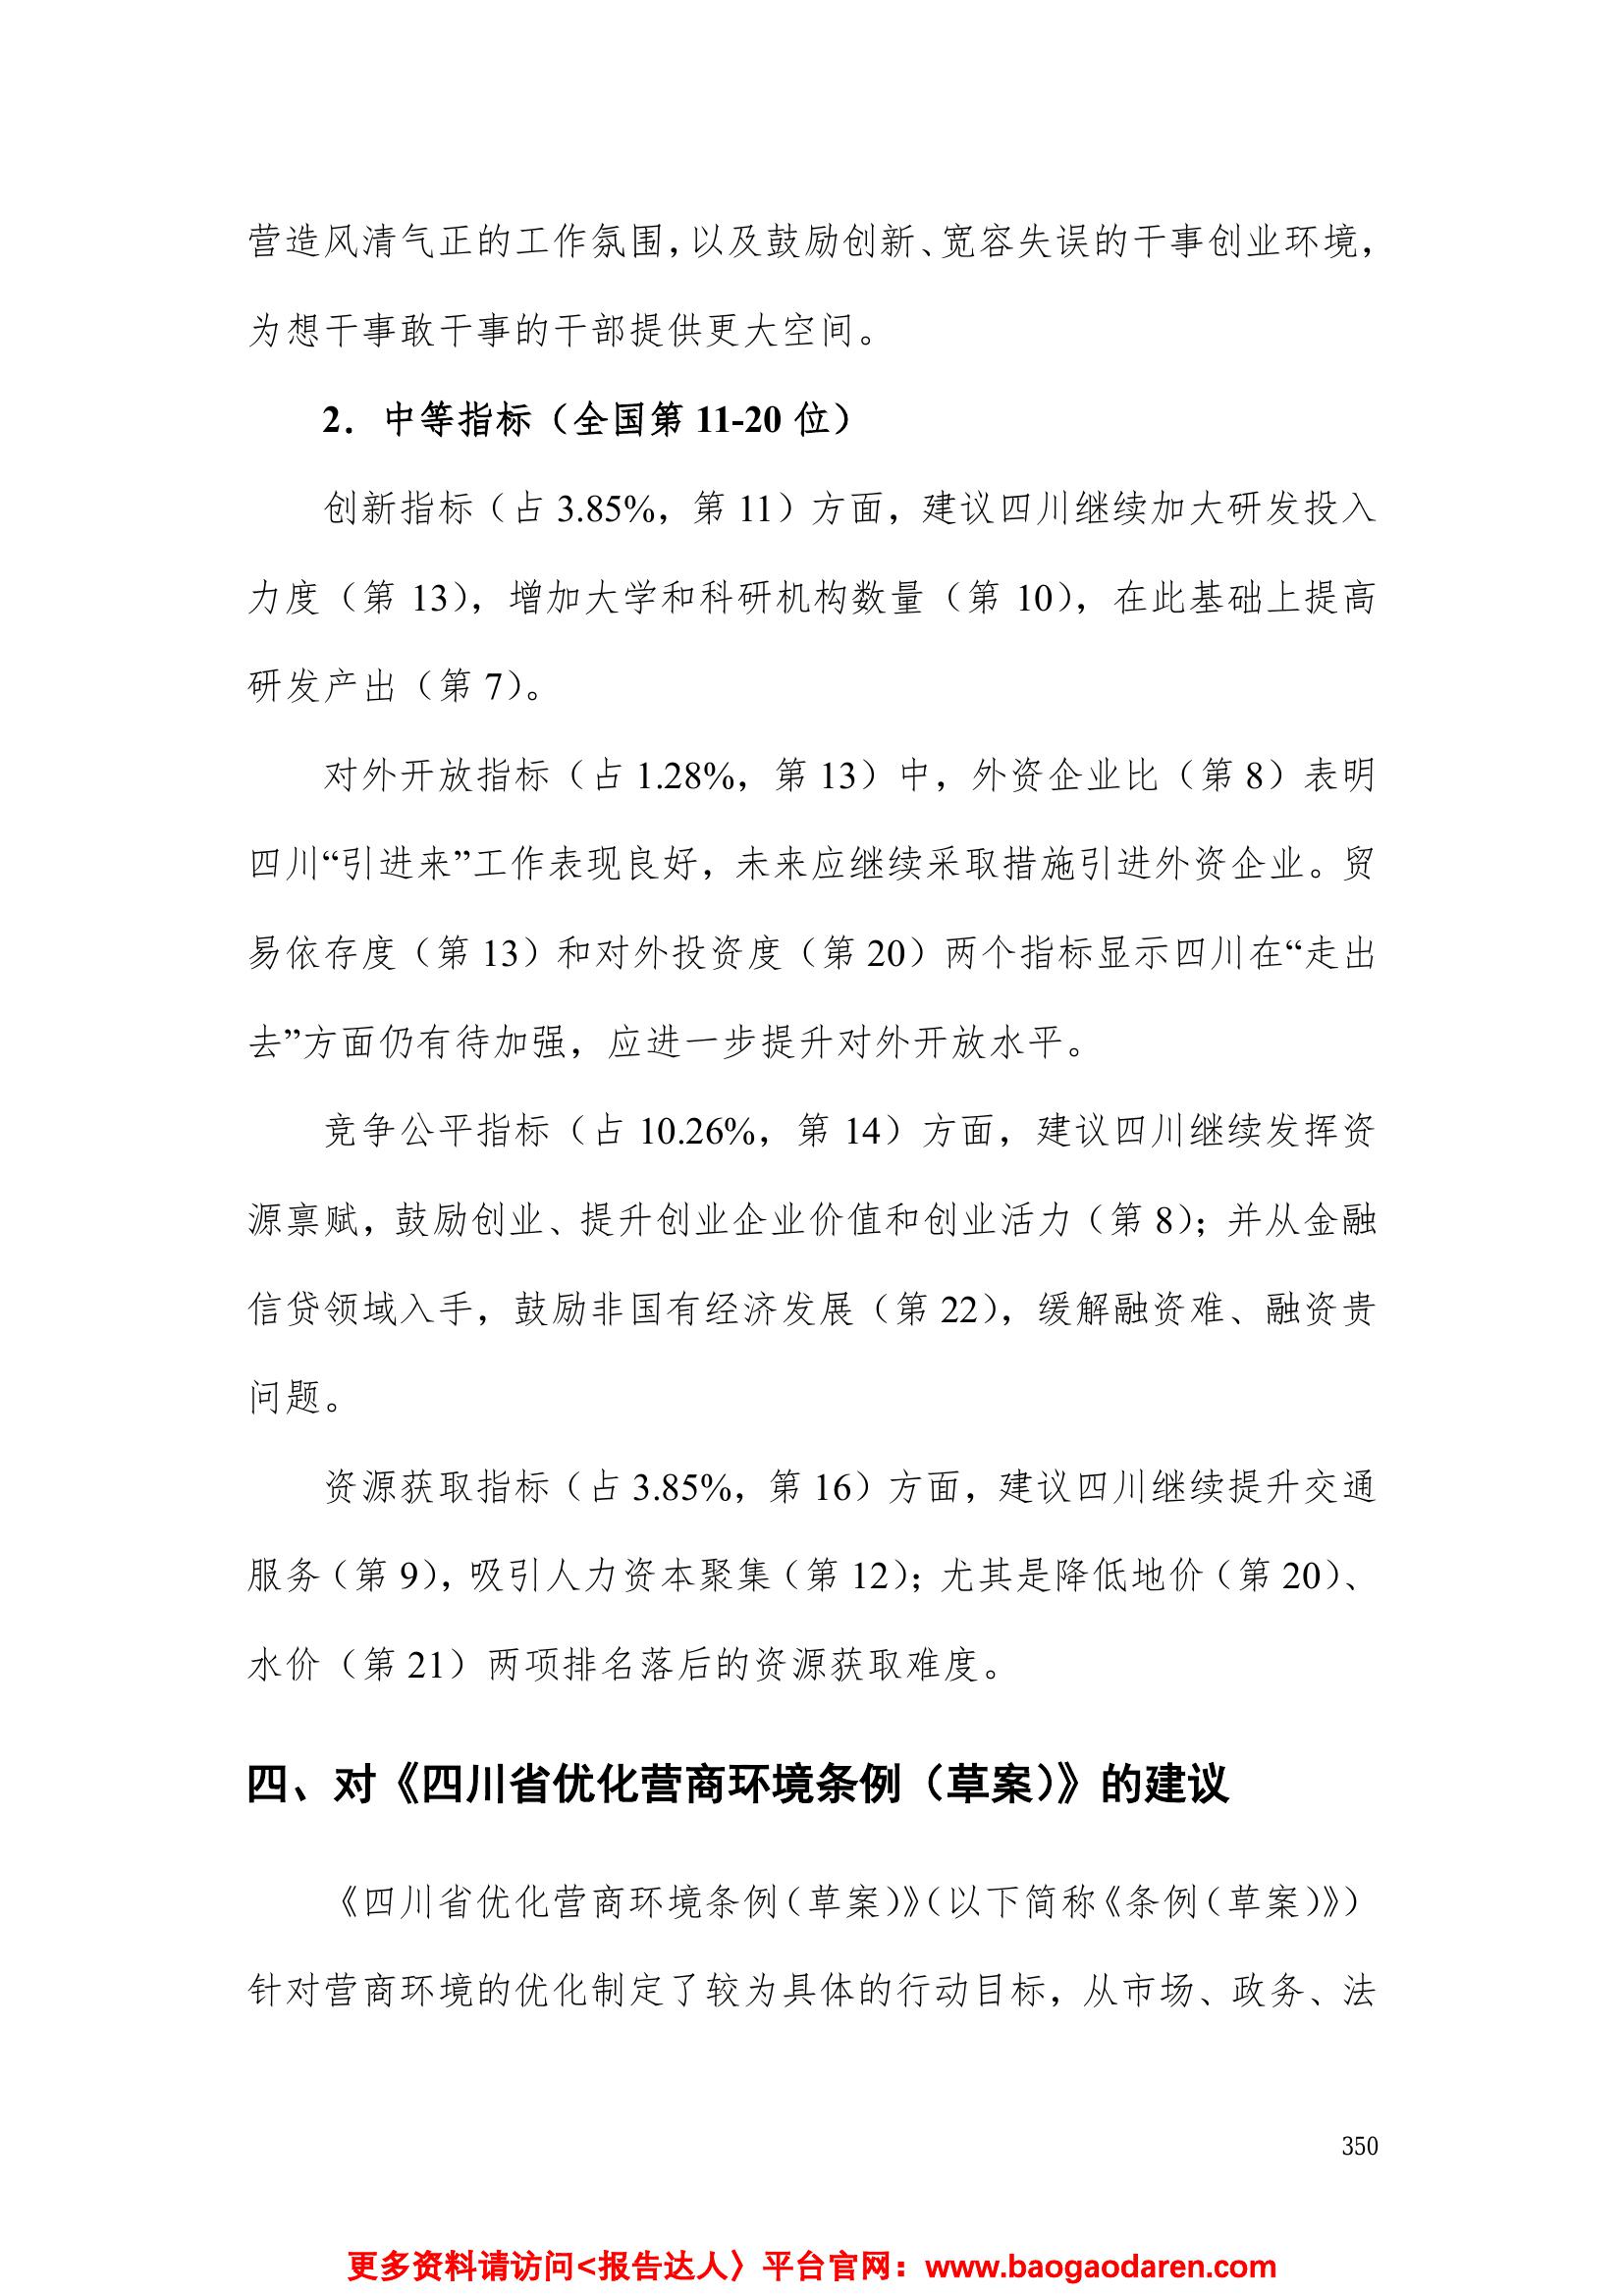 营造风清气正的工作氛围，以及鼓励创新、宽容失误的干事创业环境，
为想干事敢干事的干部提供更大空间。
2．中等指标（全国第 11-20 位）
创新指标（占 3.85%，第 11）方面，建议四川继续加大研发投入
力度（第 13），增加大学和科研机构数量（第 10），在此基础上提高
研发产出（第 7）。
对外开放指标（占 1.28%，第 13）中，外资企业比（第 8）表明
四川“引进来”工作表现良好，未来应继续采取措施引进外资企业。贸
易依存度（第 13）和对外投资度（第 20）两个指标显示四川在“走出
去”方面仍有待加强，应进一步提升对外开放水平。
竞争公平指标（占 10.26%，第 14）方面，建议四川继续发挥资
源禀赋，鼓励创业、提升创业企业价值和创业活力（第 8）；并从金融
信贷领域入手，鼓励非国有经济发展（第 22），缓解融资难、融资贵
问题。
资源获取指标（占 3.85%，第 16）方面，建议四川继续提升交通
服务（第 9），吸引人力资本聚集（第 12）；尤其是降低地价（第 20）、
水价（第 21）两项排名落后的资源获取难度。
四、对《四川省优化营商环境条例（草案）》的建议
《四川省优化营商环境条例（草案）》（以下简称《条例（草案）》）
针对营商环境的优化制定了较为具体的行动目标，从市场、政务、法
350
更多资料请访问<报告达人〉平台官网：www.baogaodaren.com